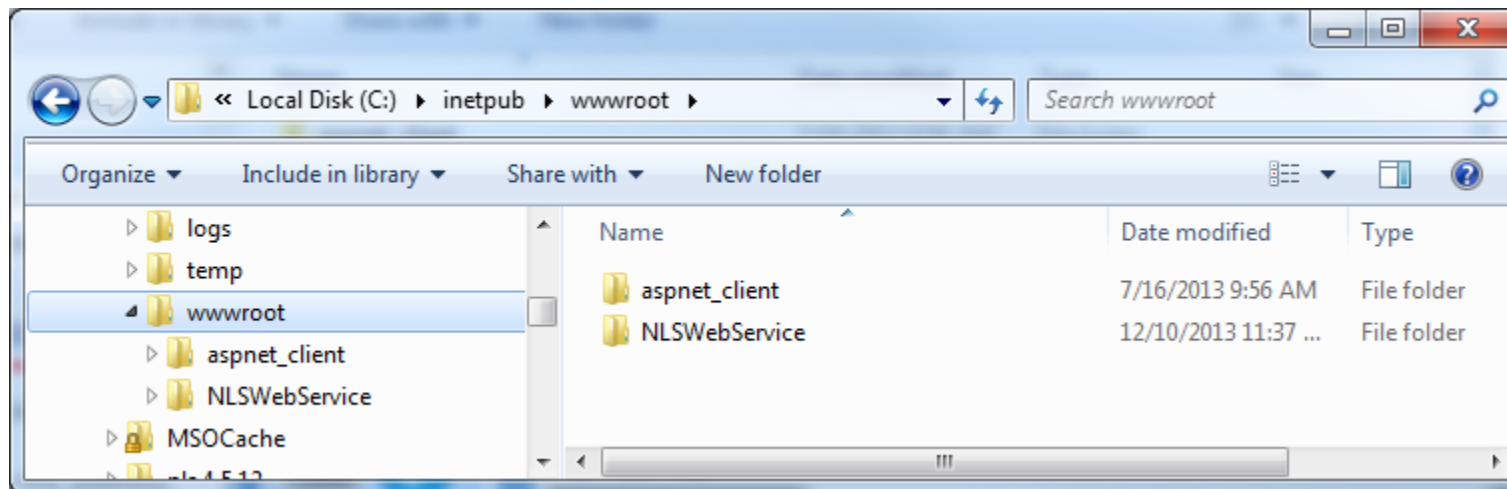 « Local Disk (C:) ▸ inetpub ▸ wwwroot ▸
Search wwwroot
Organize Include in library Share with New folder
logs
temp
wwwroot
aspnet_client
NLSWebService
MSOCache
Name Date modified Type
aspnet_client 7/16/2013 9:56 AM File folder
NLSWebService 12/10/2013 11:37 ... File folder